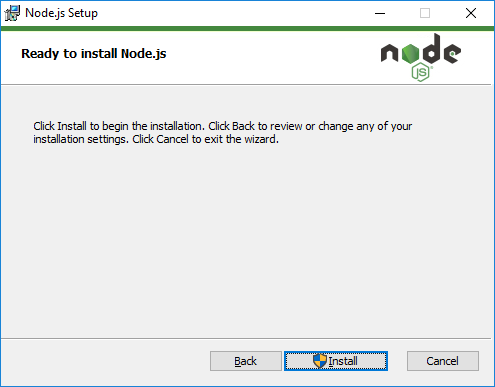 Node.js Setup
Ready to install Node.js
node
JS
Click Install to begin the installation. Click Back to review or change any of your
installation settings. Click Cancel to exit the wizard.
Back
Install
Cancel